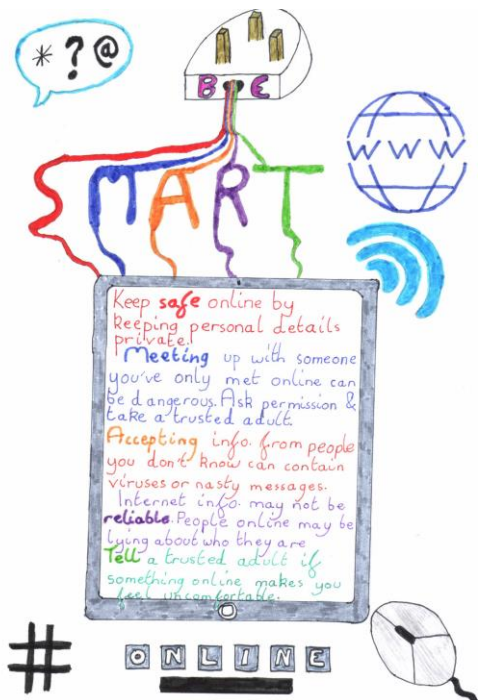 * ? @
B E
WWW
SMART
Keep safe online by
keeping personal details
private!
Meeting up with someone
you've only met online can
be dangerous. Ask permission &
take a trusted adult.
Accepting info. from people
you don't know can contain
viruses or nasty messages.
Internet info. may not be
reliable. People online may be
lying about who they are
Tell a trusted adult if
something online makes you
feel uncomfortable.
#
ONLINE